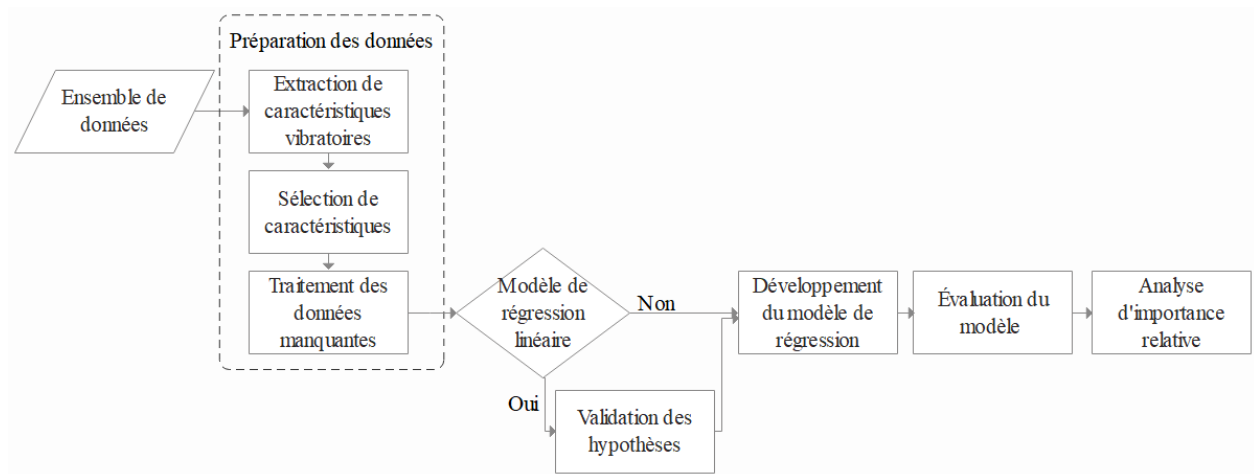 Préparation des données
Ensemble de
données
Extraction de
caractéristiques
vibratoires
Sélection de
caractéristiques
Traitement des
données
manquantes
Modèle de
régression
linéaire
Non
Oui
Validation des
hypothèses
Développement
du modèle de
régression
Évaluation du
modèle
Analyse
d'importance
relative